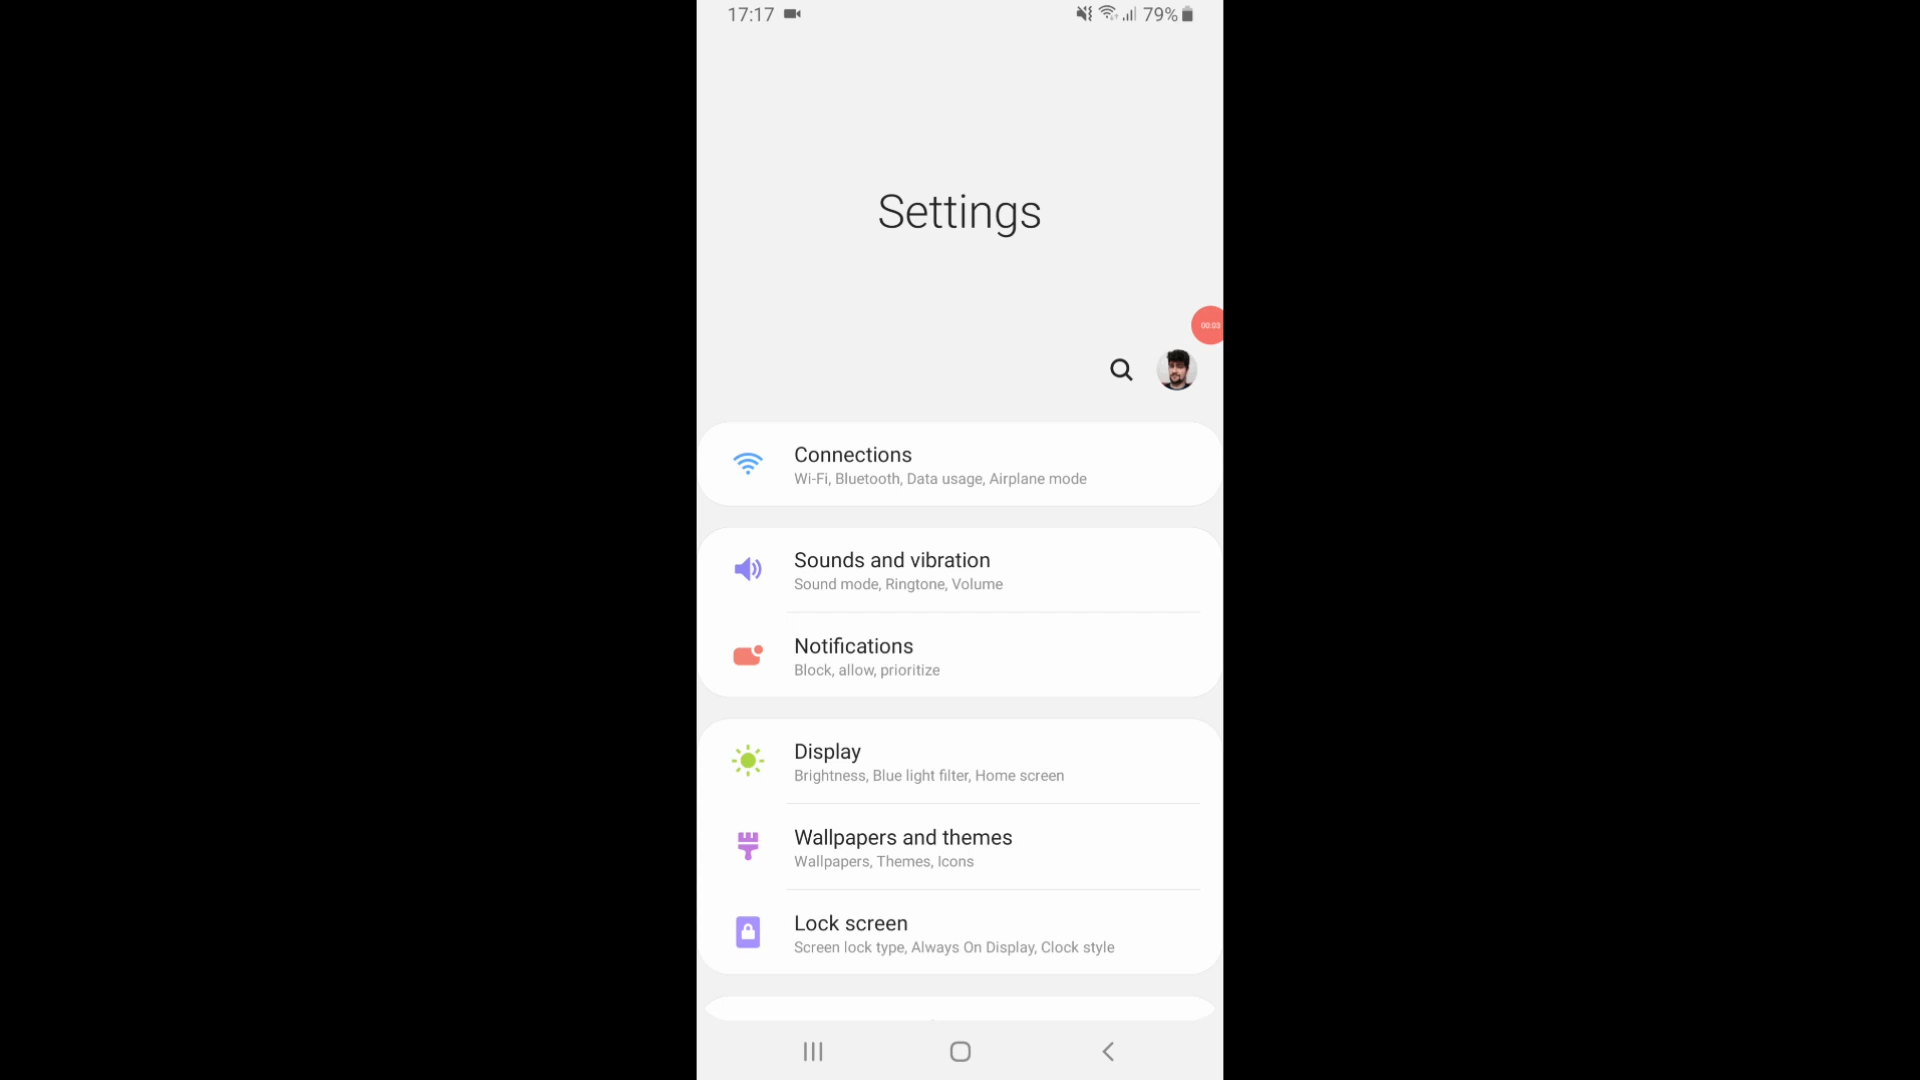 17:17
79%
Settings
00:03
Connections
Wi-Fi, Bluetooth, Data usage, Airplane mode
Sounds and vibration
Sound mode, Ringtone, Volume
Notifications
Block, allow, prioritize
Display
Brightness, Blue light filter, Home screen
Wallpapers and themes
Wallpapers, Themes, Icons
Lock screen
Screen lock type, Always On Display, Clock style